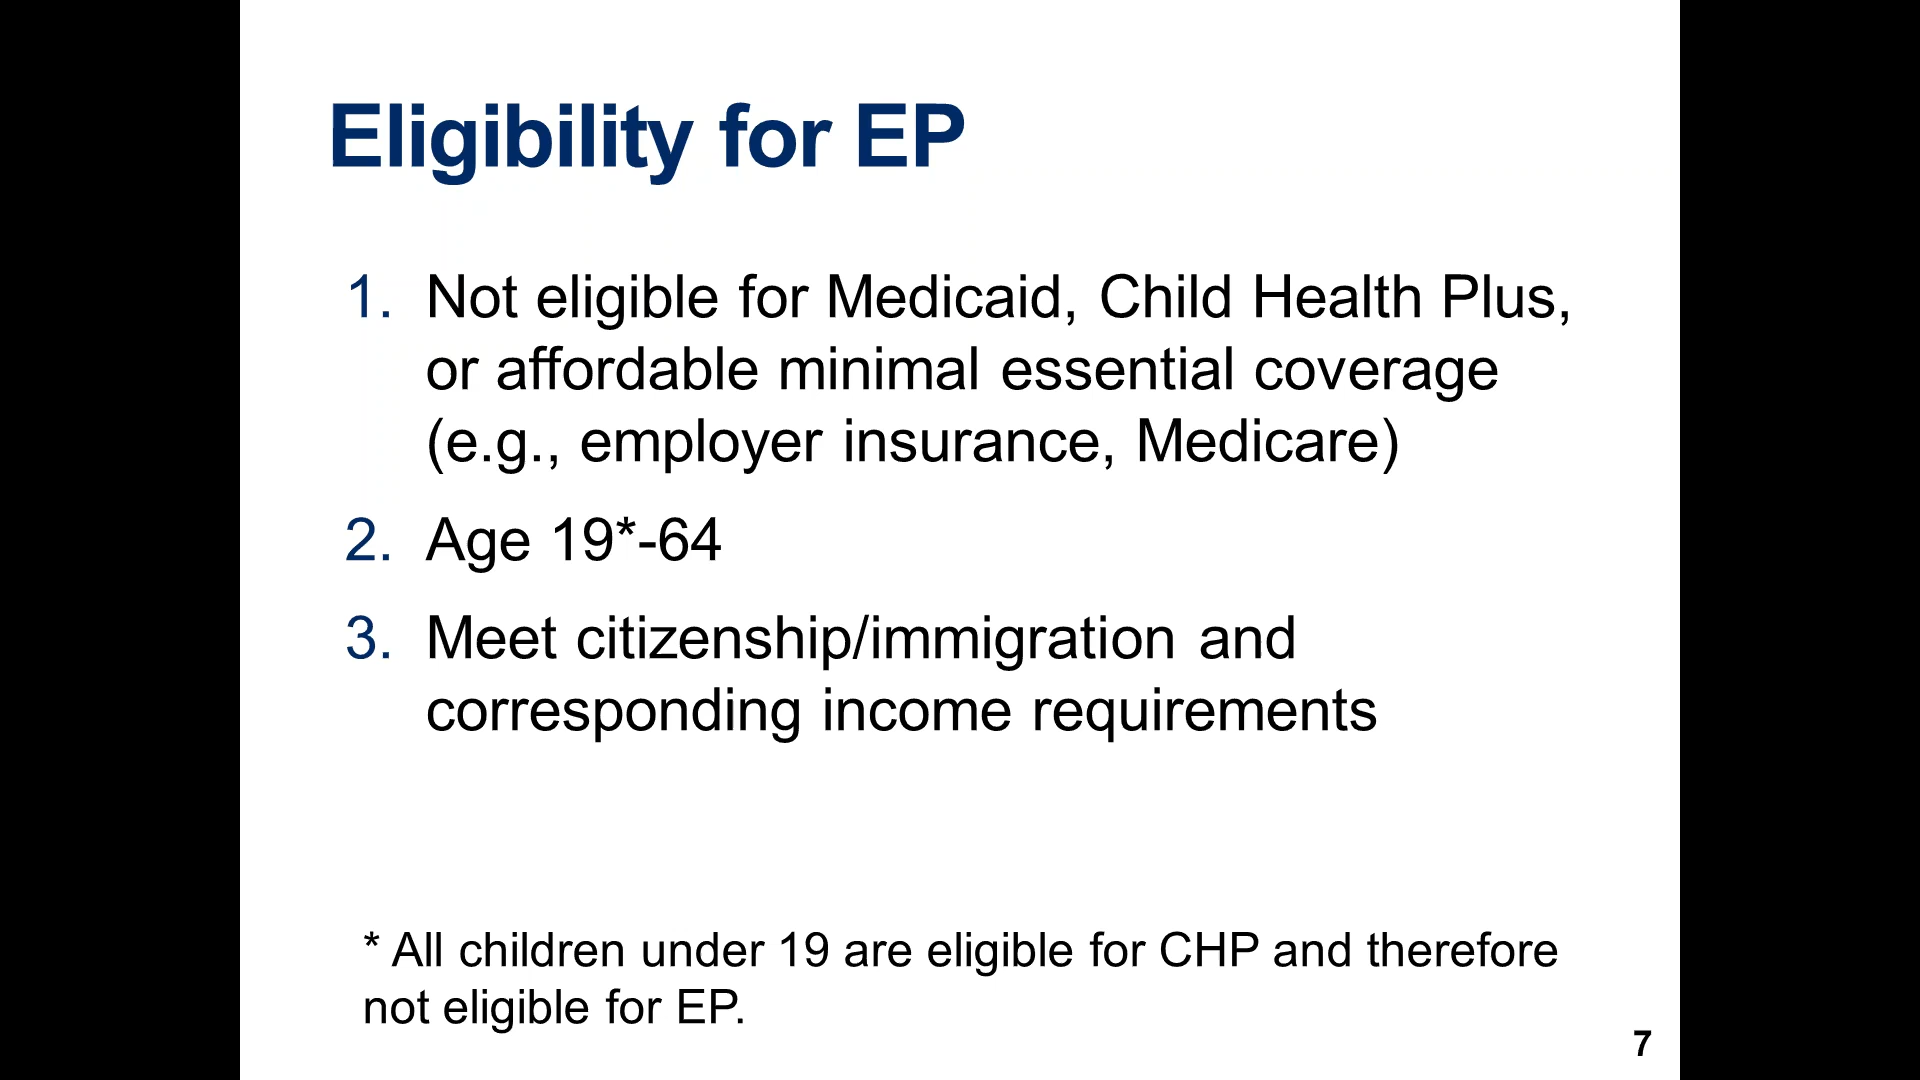 Eligibility for EP
1. Not eligible for Medicaid, Child Health Plus,
or affordable minimal essential coverage
(e.g., employer insurance, Medicare)
2. Age 19*-64
3. Meet citizenship/immigration and
corresponding income requirements
* All children under 19 are eligible for CHP and therefore
not eligible for EP.
7